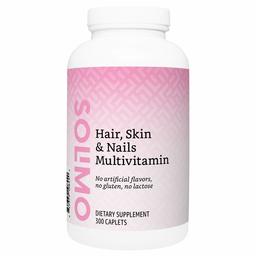 SOLIMO
Hair, Skin
& Nails
Multivitamin
No artificial flavors,
no gluten, no lactose
DIETARY SUPPLEMENT
300 CAPLETS